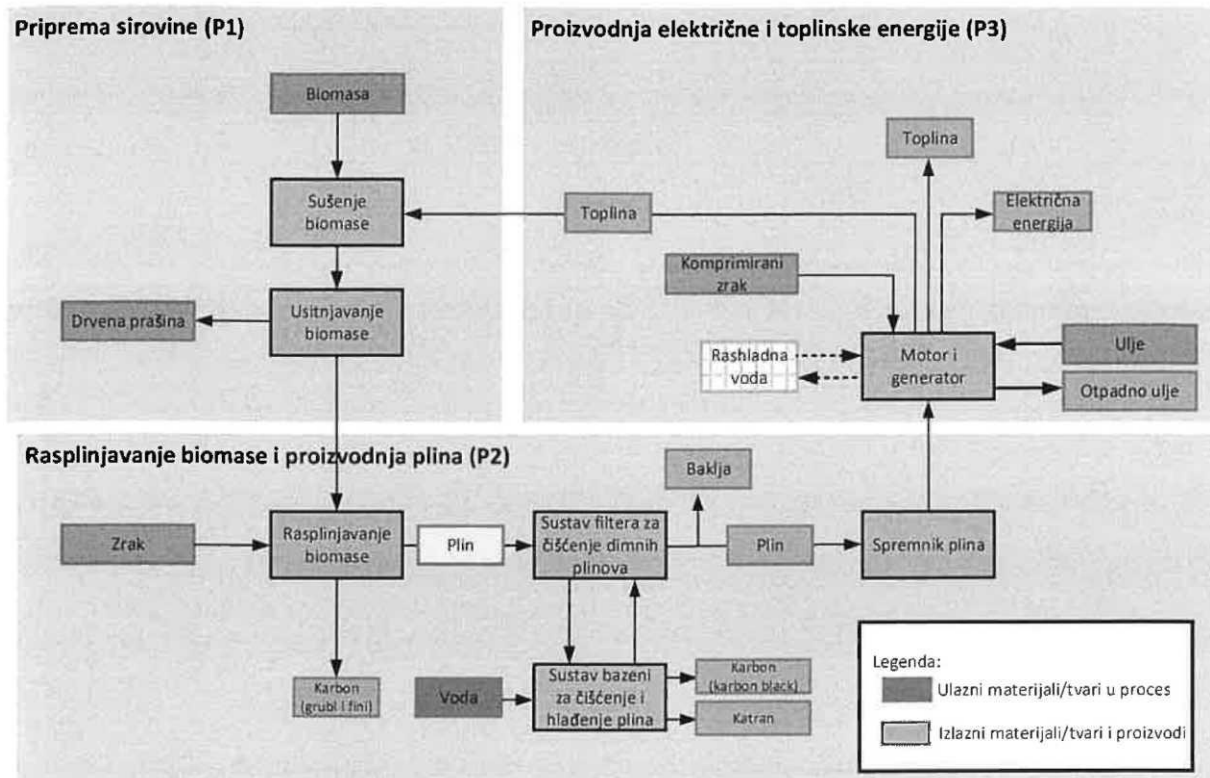 Priprema sirovine (P1)
Biomasa
Sušenje
biomase
Usitnjavanje
biomase
Drvena prašina
Proizvodnja električne i toplinske energije (P3)
Toplina
Toplina
Električna
energija
Komprimirani
zrak
Rashladna
voda
Motor i
generator
Ulje
Otpadno ulje
Rasplinjavanje biomase i proizvodnja plina (P2)
Zrak
Rasplinjavanje
biomase
Plin
Sustav filtera za
čišćenje dimnih
plinova
Baklja
Plin
Spremnik plina
Karbon
(grubi i fini)
Voda
Sustav bazeni
za čišćenje i
hlađenje plina
Karbon
(karbon black)
Katran
Legenda:
Ulazni materijali/tvari u proces
Izlazni materijali/tvari i proizvodi